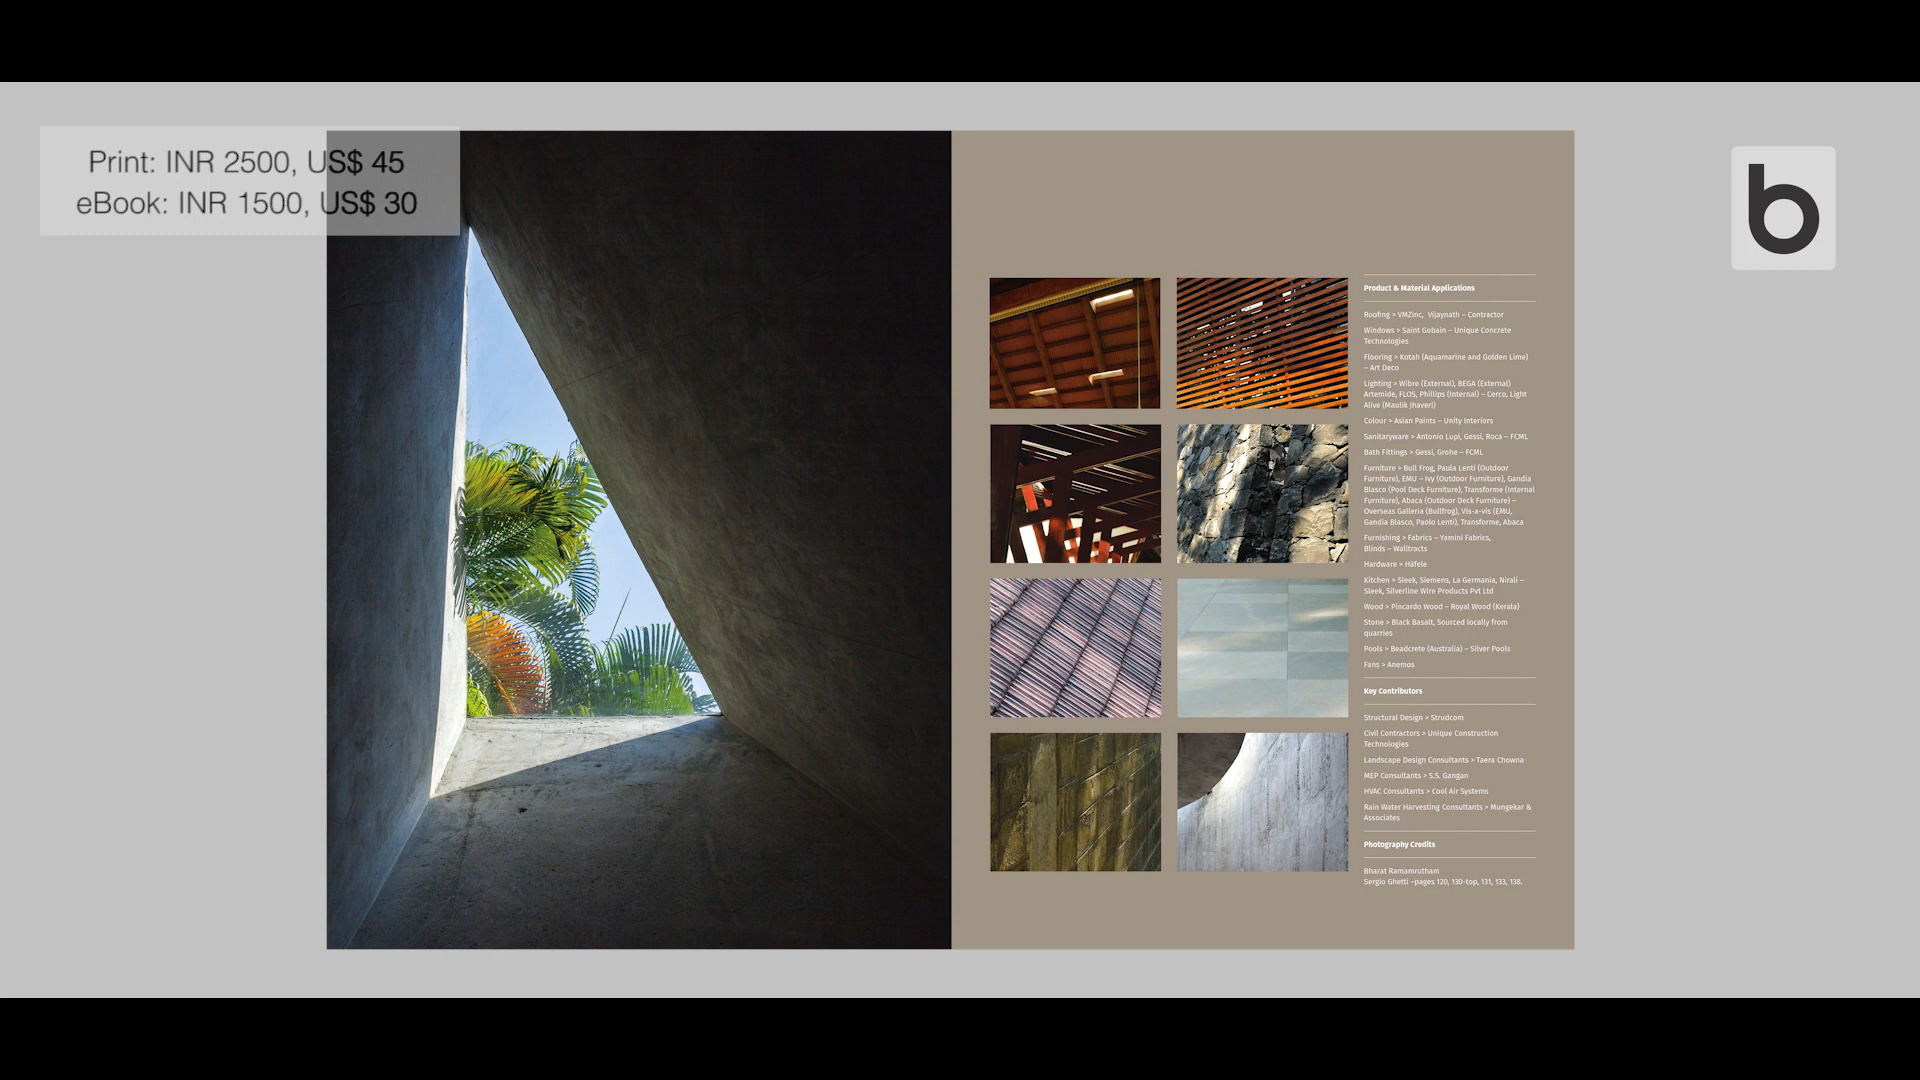 Print: INR 2500, US$ 45
eBook: INR 1500, US$ 30
b
Product & Material Applications
Roofing > VMZinc,  Vijaynath – Contractor
Windows > Saint Gobain – Unique Concrete
Technologies
Flooring > Kotah (Aquamarine and Golden Lime)
– Art Deco
Lighting > Wibre (External), BEGA (External)
Artemide, FLOS, Phillips (Internal) – Cerco, Light
Alive (Maulik Jhaveri)
Colour > Asian Paints – Unity Interiors
Sanitaryware > Antonio Lupi, Gessi, Roca – FCML
Bath Fittings > Gessi, Grohe – FCML
Furniture > Bull Frog, Paula Lenti (Outdoor
Furniture), EMU – Ivy (Outdoor Furniture), Gandia
Blasco (Pool Deck Furniture), Transforme (Internal
Furniture), Abaca (Outdoor Deck Furniture) –
Overseas Galleria (Bullfrog), Vis-a-vis (EMU,
Gandia Blasco, Paolo Lenti), Transforme, Abaca
Furnishing > Fabrics – Yamini Fabrics,
Blinds – Walltracts
Hardware > Häfele
Kitchen > Sleek, Siemens, La Germania, Nirali –
Sleek, Silverline Wire Products Pvt Ltd
Wood > Pincardo Wood – Royal Wood (Kerala)
Stone > Black Basalt, Sourced locally from
quarries
Pools > Beadcrete (Australia) – Silver Pools
Fans > Anemos
Key Contributors
Structural Design > Strudcom
Civil Contractors > Unique Construction
Technologies
Landscape Design Consultants > Taera Chowna
MEP Consultants > S.S. Gangan
HVAC Consultants > Cool Air Systems
Rain Water Harvesting Consultants > Mungekar &
Associates
Photography Credits
Bharat Ramamrutham
Sergio Ghetti –pages 120, 130-top, 131, 133, 138.